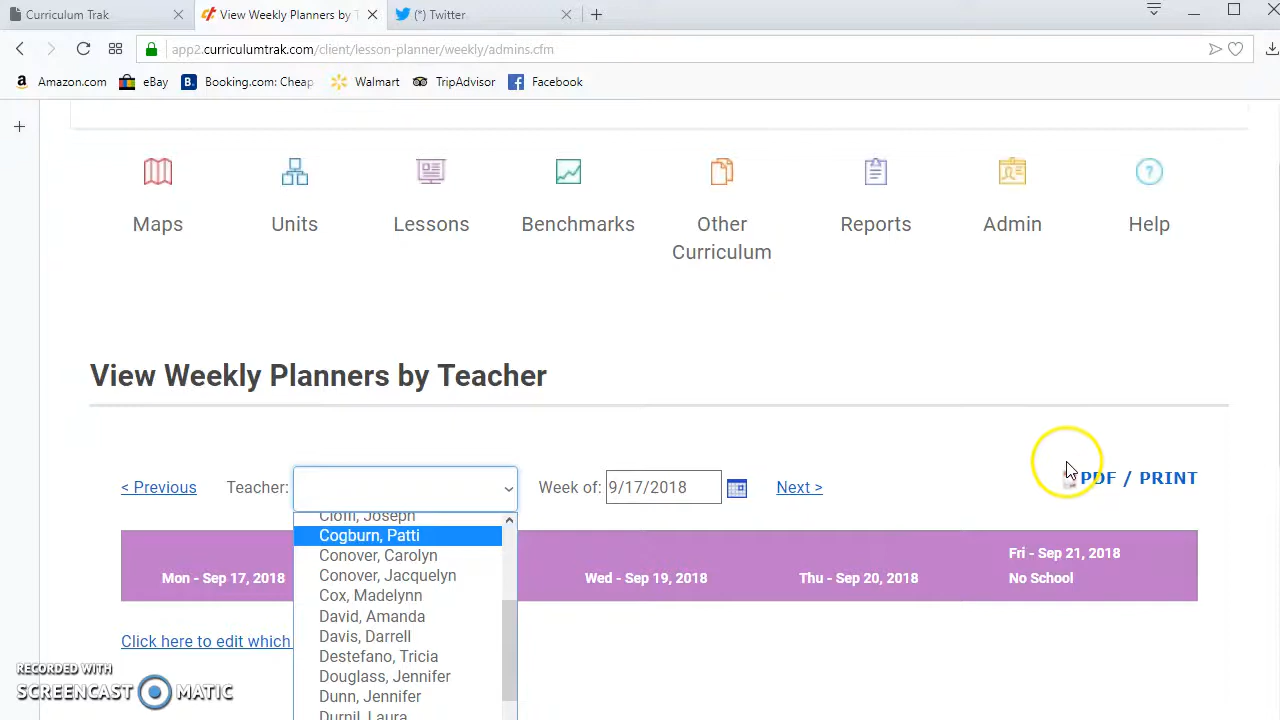 Curriculum Trak
View Weekly Planners by T
(*) Twitter
app2.curriculumtrak.com/client/lesson-planner/weekly/admins.cfm
Amazon.com
eBay
Booking.com: Cheap
Walmart
TripAdvisor
Facebook
Maps
Units
Lessons
Benchmarks
Other
Curriculum
Reports
Admin
Help
View Weekly Planners by Teacher
< Previous
Teacher:
Week of: 9/17/2018
Next >
PDF / PRINT
Cioffi, Joseph
Cogburn, Patti
Conover, Carolyn
Conover, Jacquelyn
Cox, Madelynn
David, Amanda
Davis, Darrell
Destefano, Tricia
Douglass, Jennifer
Dunn, Jennifer
Durnil, Laura
Mon - Sep 17, 2018
Wed - Sep 19, 2018
Thu - Sep 20, 2018
Fri - Sep 21, 2018
No School
Click here to edit which
RECORDED WITH
SCREENCAST MATIC